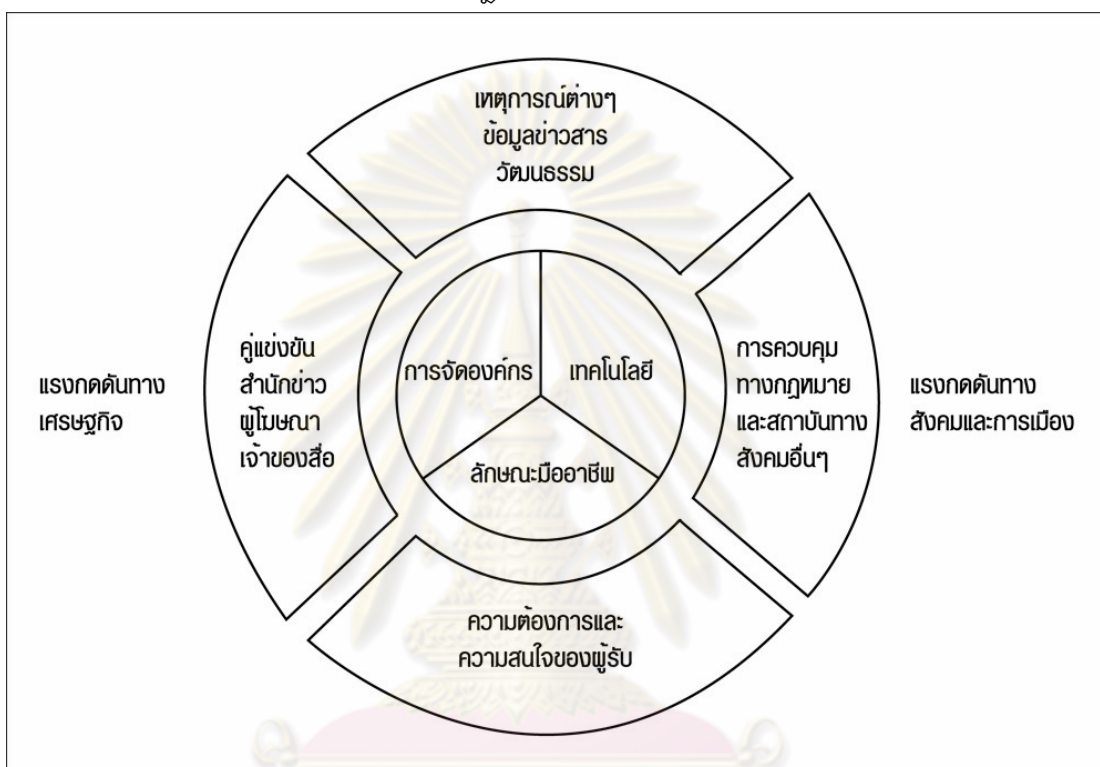 เหตุการณ์ต่างๆ
ข้อมูลข่าวสาร
วัฒนธรรม
คู่แข่งขัน
สำนักข่าว
ผู้โฆษณา
เจ้าของสื่อ
แรงกดดันทาง
เศรษฐกิจ
การจัดองค์กร
เทคโนโลยี
ลักษณะมืออาชีพ
การควบคุม
ทางกฎหมาย
และสถาบันทาง
สังคมอื่นๆ
แรงกดดันทาง
สังคมและการเมือง
ความต้องการและ
ความสนใจของผู้รับ